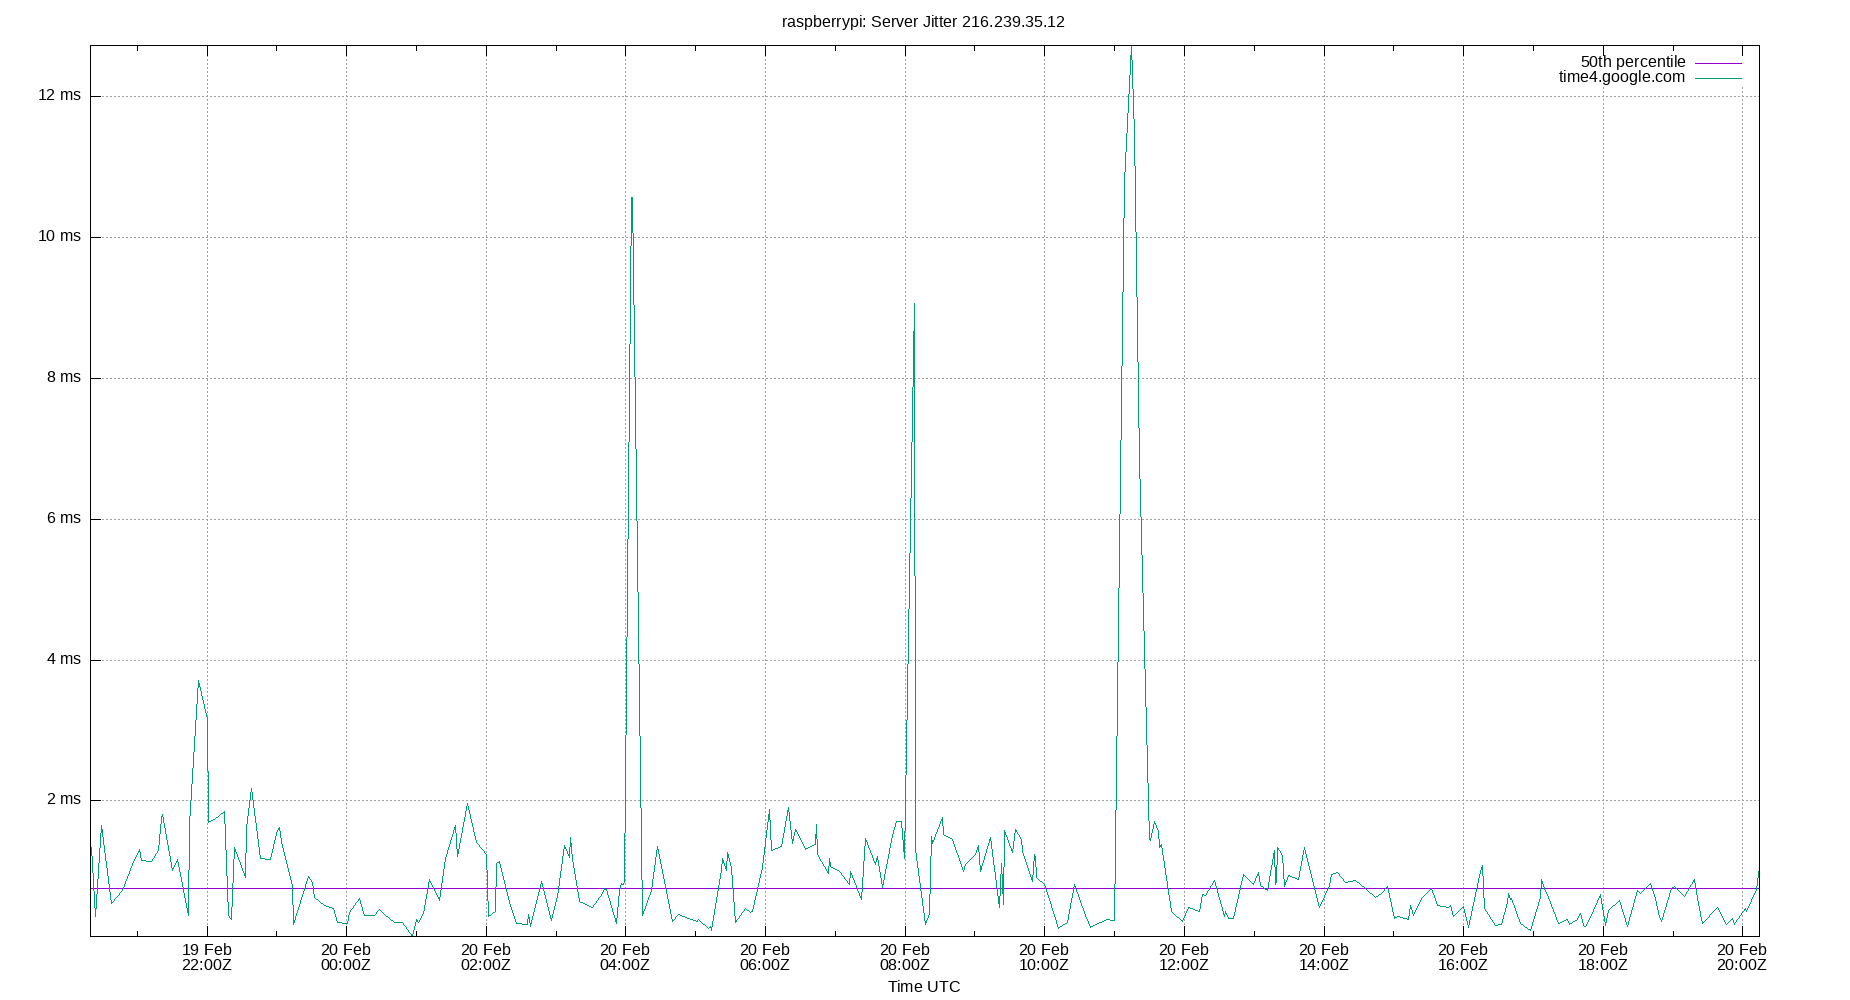 raspberrypi: Server Jitter 216.239.35.12
50th percentile
time4.google.com
12 ms
10 ms
8 ms
6 ms
4 ms
2 ms
19 Feb 20 Feb 20 Feb 20 Feb 20 Feb 20 Feb 20 Feb 20 Feb 20 Feb 20 Feb 20 Feb 20 Feb
22:00Z 00:00Z 02:00Z 04:00Z 06:00Z 08:00Z 10:00Z 12:00Z 14:00Z 16:00Z 18:00Z 20:00Z
Time UTC